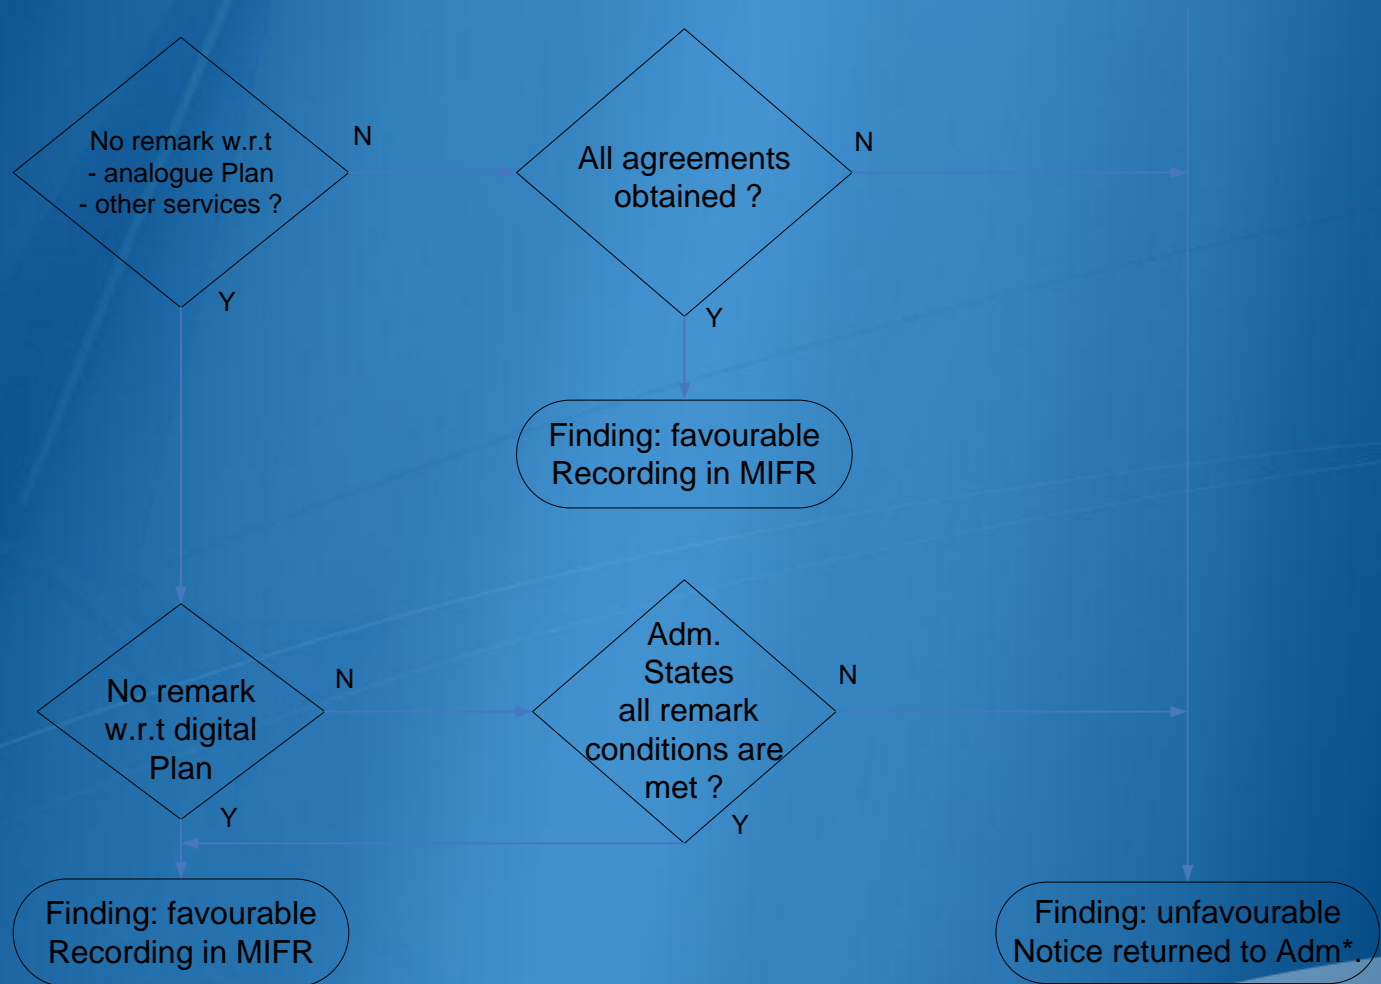 No remark w.r.t
- analogue Plan
- other services ?
N
Y
All agreements
obtained ?
N
Y
Finding: favourable
Recording in MIFR
No remark
w.r.t digital
Plan
N
Y
Adm.
States
all remark
conditions are
met ?
N
Y
Finding: favourable
Recording in MIFR
Finding: unfavourable
Notice returned to Adm*.